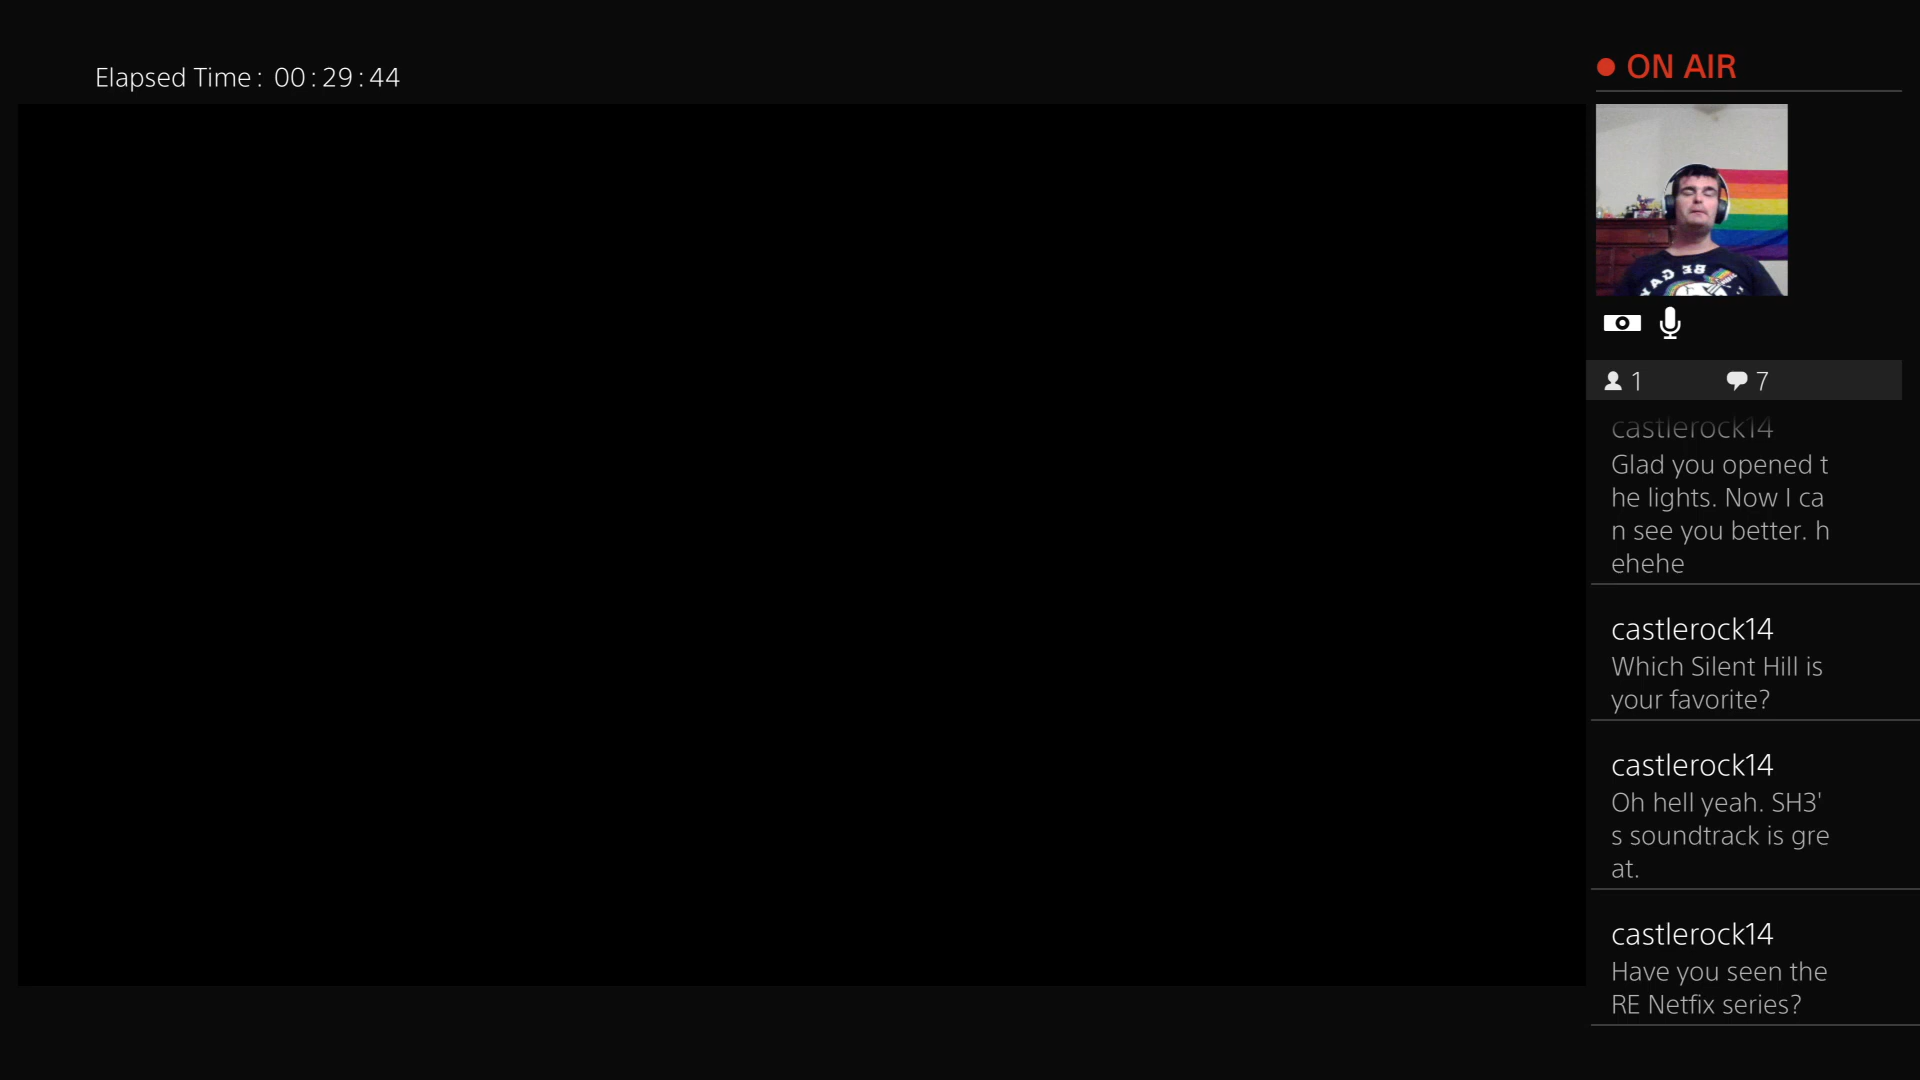 Elapsed Time: 00:29:44
ON AIR
BE GAY
1
7
castlerock14
Glad you opened t
he lights. Now I ca
n see you better. h
ehehe
castlerock14
Which Silent Hill is
your favorite?
castlerock14
Oh hell yeah. SH3'
s soundtrack is gre
at.
castlerock14
Have you seen the
RE Netfix series?